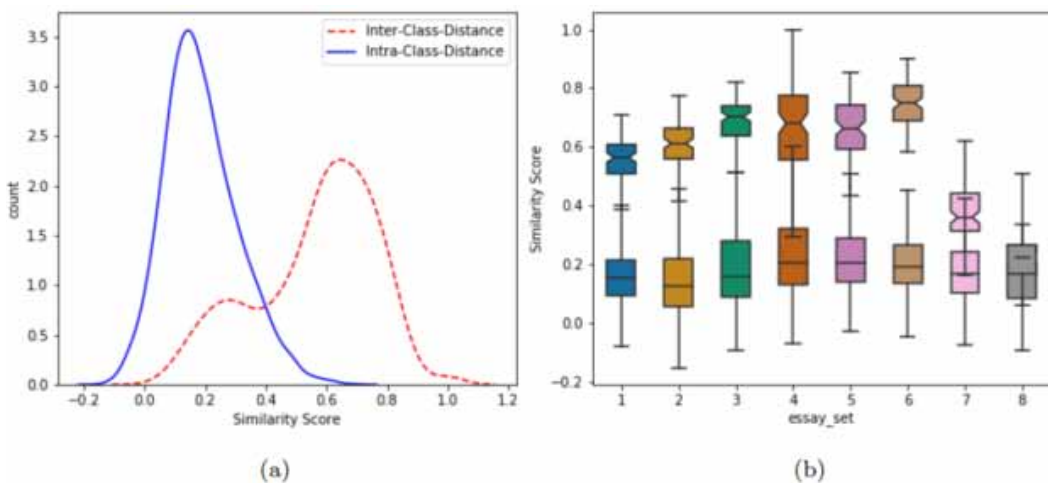 3.5
3.0
2.5
2.0
1.5
1.0
0.5
0.0
count
−0.2 0.0 0.2 0.4 0.6 0.8 1.0 1.2
Similarity Score
Inter-Class-Distance
Intra-Class-Distance
(a)
1.0
0.8
0.6
0.4
0.2
0.0
−0.2
Similarity Score
1 2 3 4 5 6 7 8
essay_set
(b)